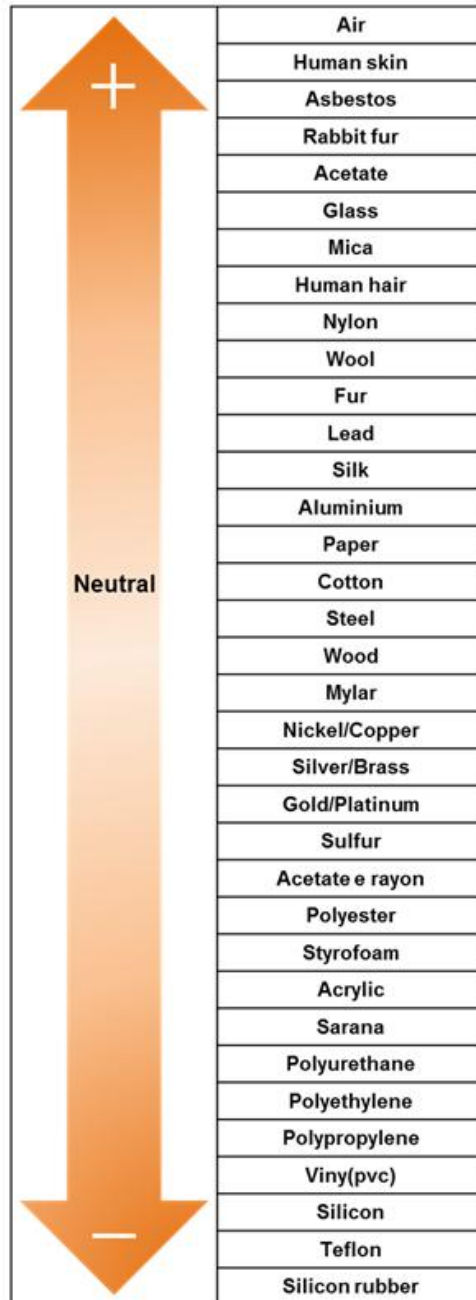 +
Air
Human skin
Asbestos
Rabbit fur
Acetate
Glass
Mica
Human hair
Nylon
Wool
Fur
Lead
Silk
Aluminium
Paper
Neutral
Cotton
Steel
Wood
Mylar
Nickel/Copper
Silver/Brass
Gold/Platinum
Sulfur
Acetate e rayon
Polyester
Styrofoam
Acrylic
Sarana
Polyurethane
Polyethylene
Polypropylene
Viny(pvc)
Silicon
—
Teflon
Silicon rubber